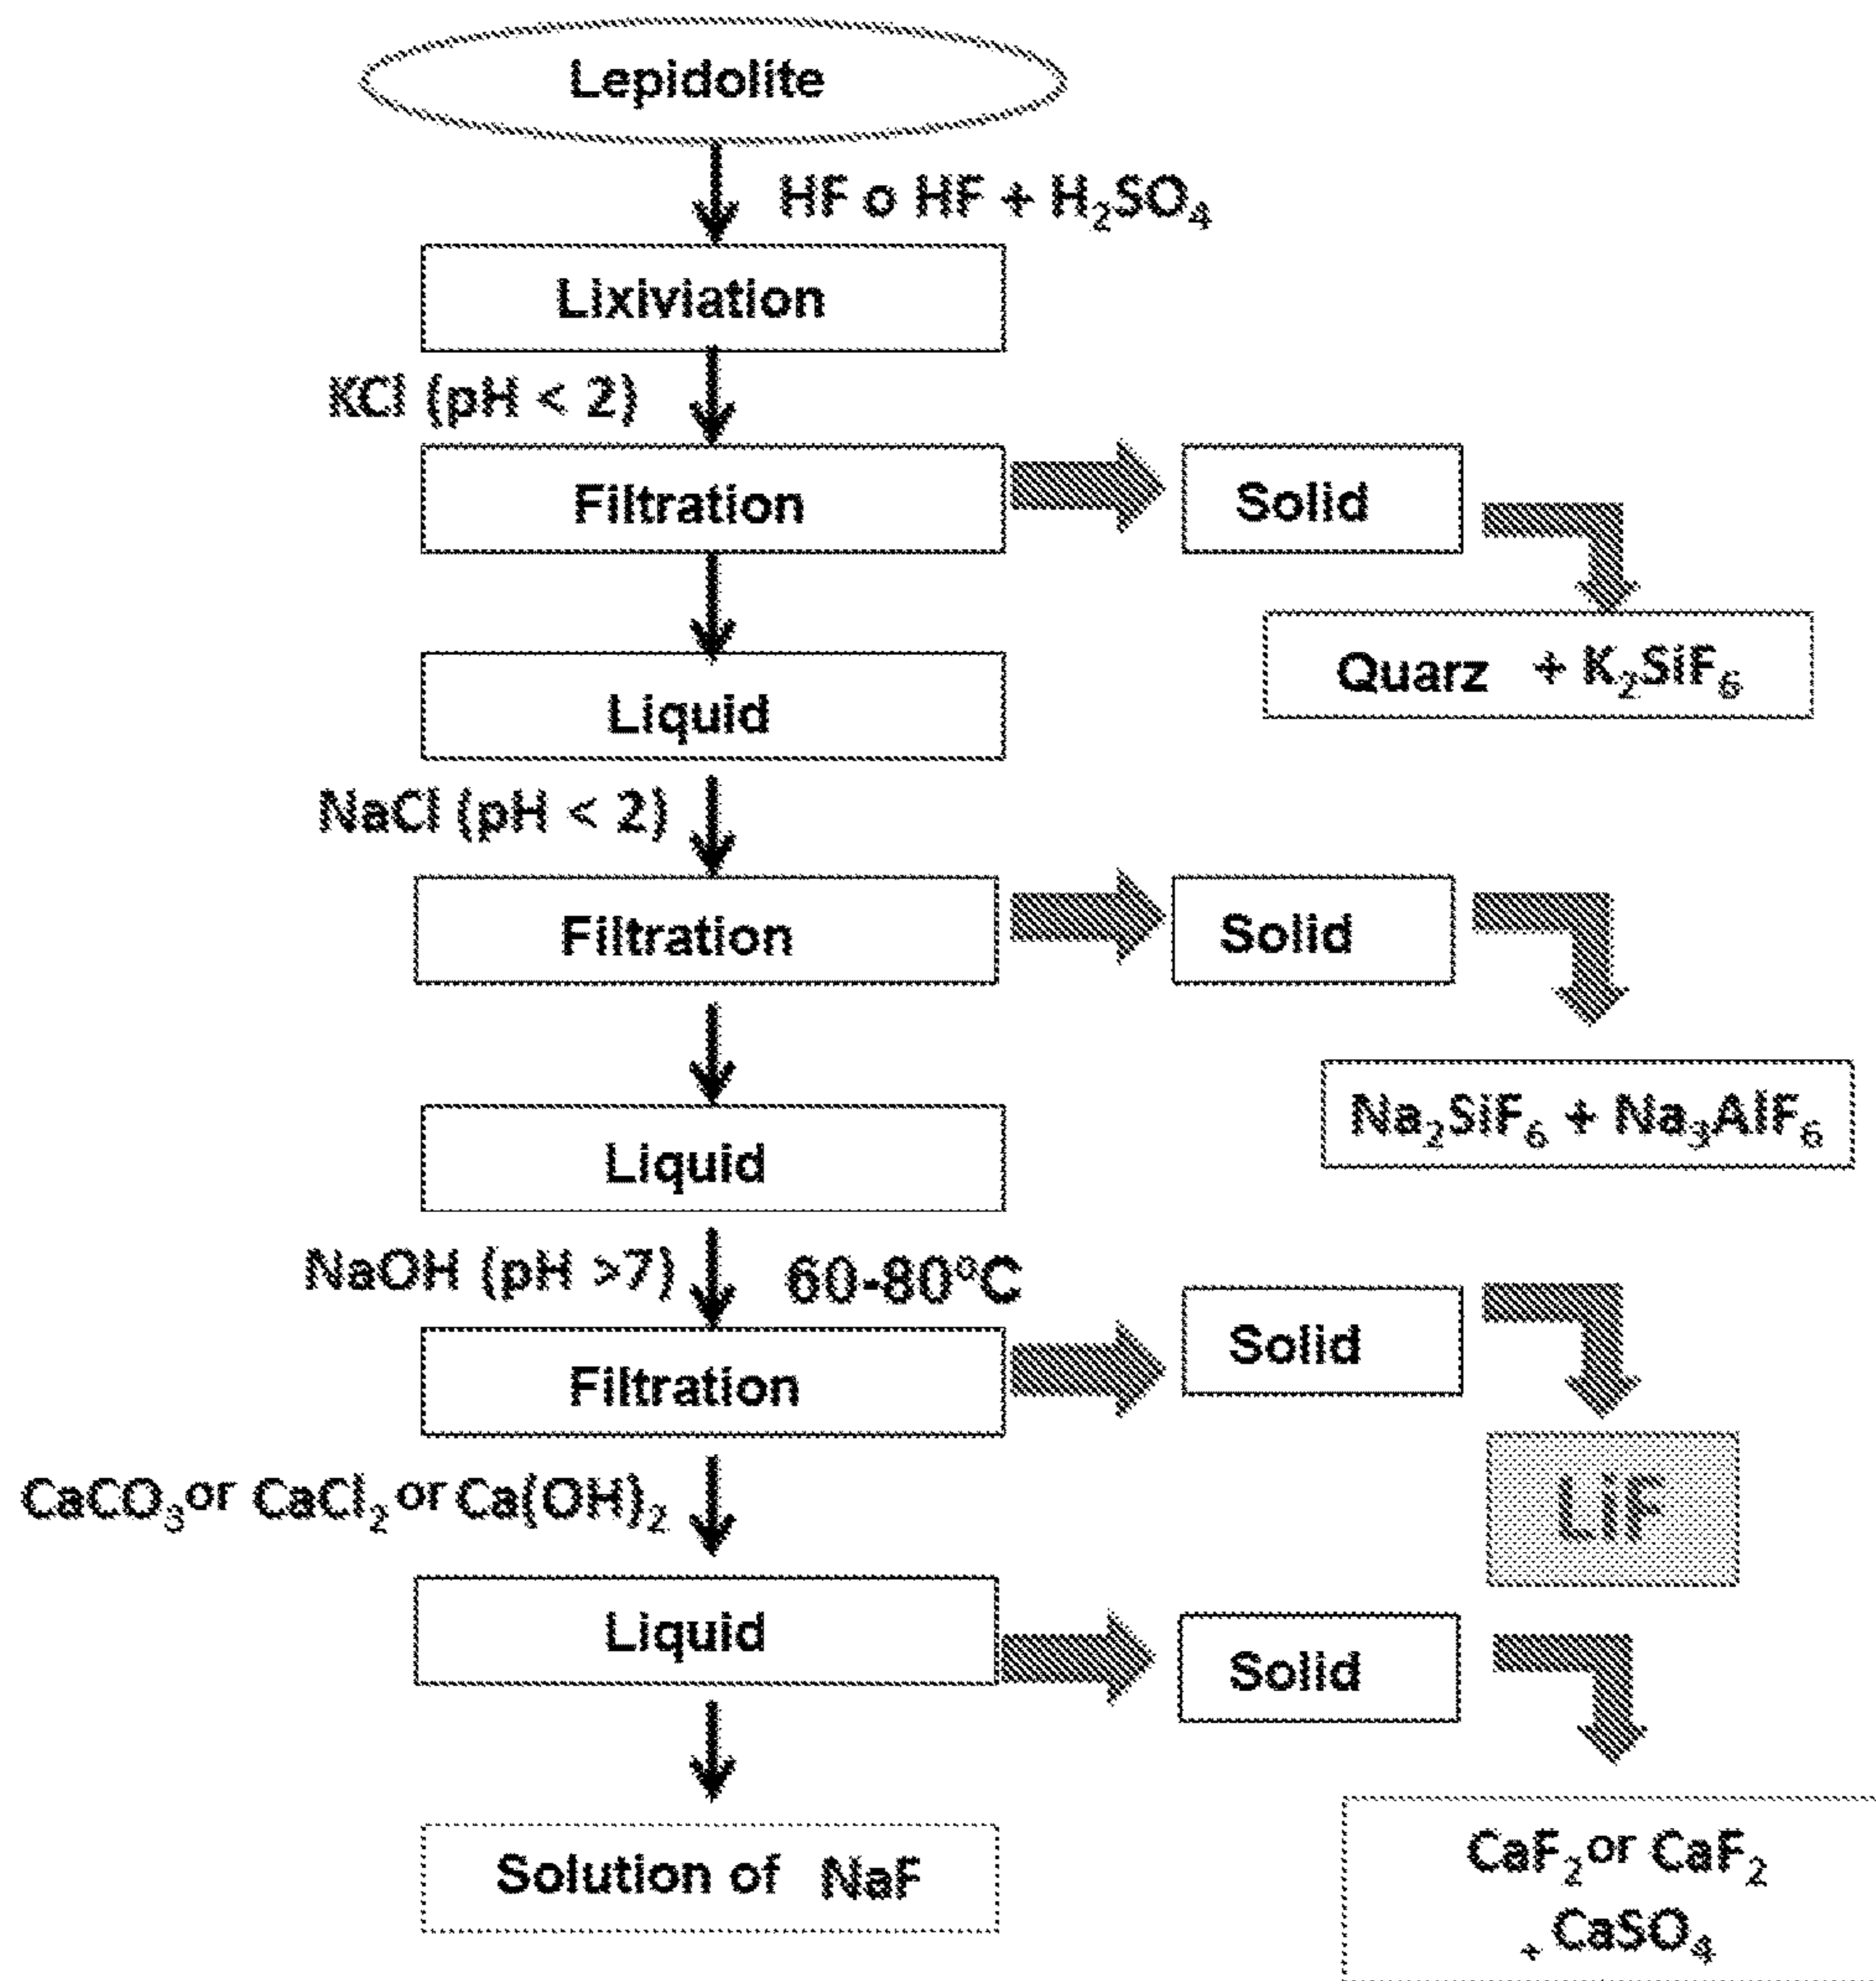 Lepidolite
HF o HF + H₂SO₄
Lixiviation
KCl (pH < 2)
Filtration
Solid
Quarz + K₂SiF₆
Liquid
NaCl (pH < 2)
Filtration
Solid
Na₂SiF₆ + Na₃AlF₆
Liquid
NaOH (pH >7)
60-80ºC
Filtration
Solid
LiF
CaCO₃ or CaCl₂ or Ca(OH)₂
Liquid
Solid
CaF₂ or CaF₂
+ CaSO₄
Solution of NaF